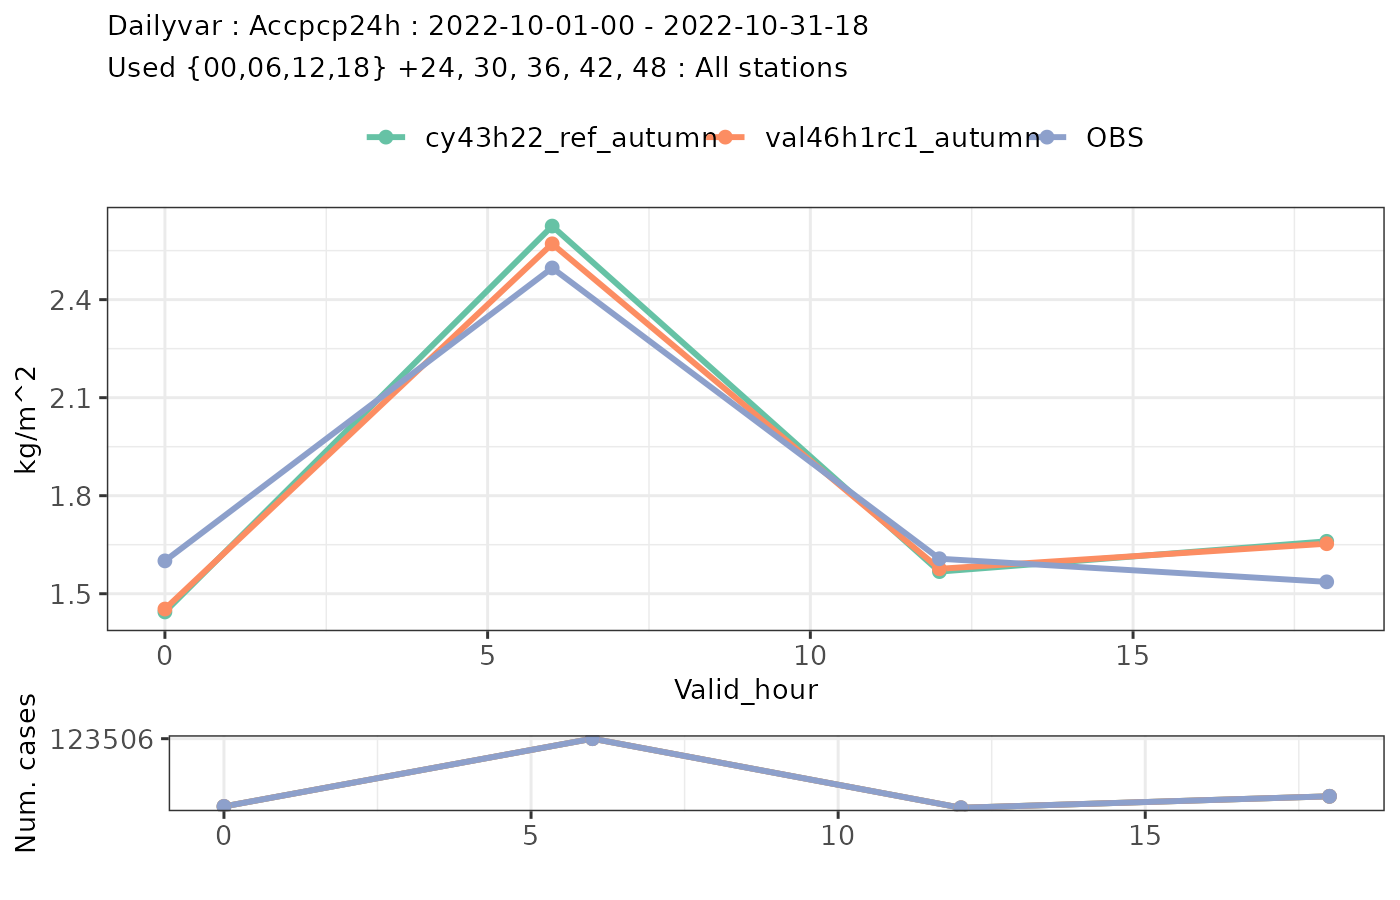 Dailyvar : Accpcp24h : 2022-10-01-00 - 2022-10-31-18
Used {00,06,12,18} +24, 30, 36, 42, 48 : All stations
cy43h22_ref_autumn val46h1rc1_autumn OBS
kg/m^2
2.4
2.1
1.8
1.5
0 5 10 15
Valid_hour
Num. cases
123506
0 5 10 15